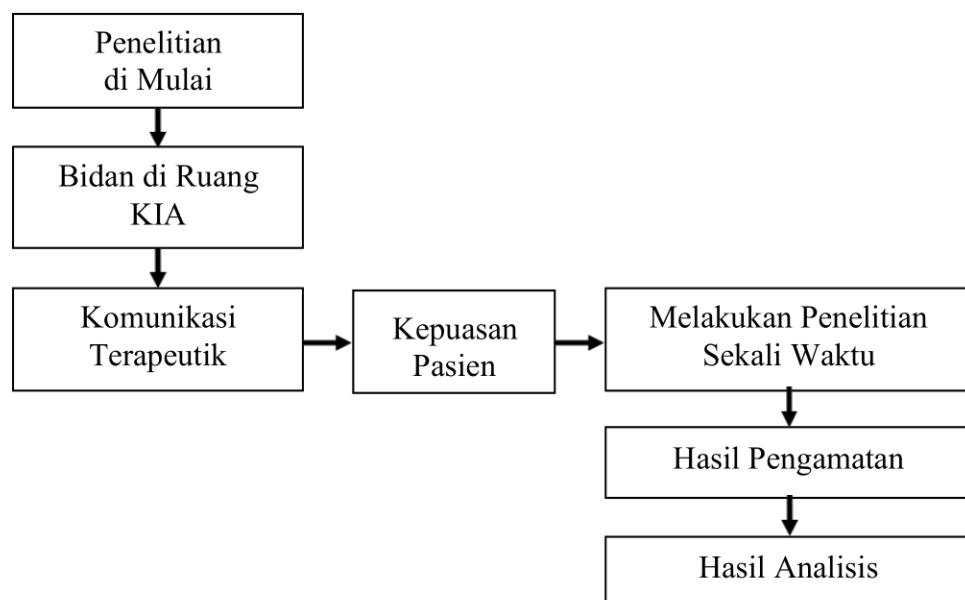 Penelitian
di Mulai
Bidan di Ruang
KIA
Komunikasi
Terapeutik
Kepuasan
Pasien
Melakukan Penelitian
Sekali Waktu
Hasil Pengamatan
Hasil Analisis